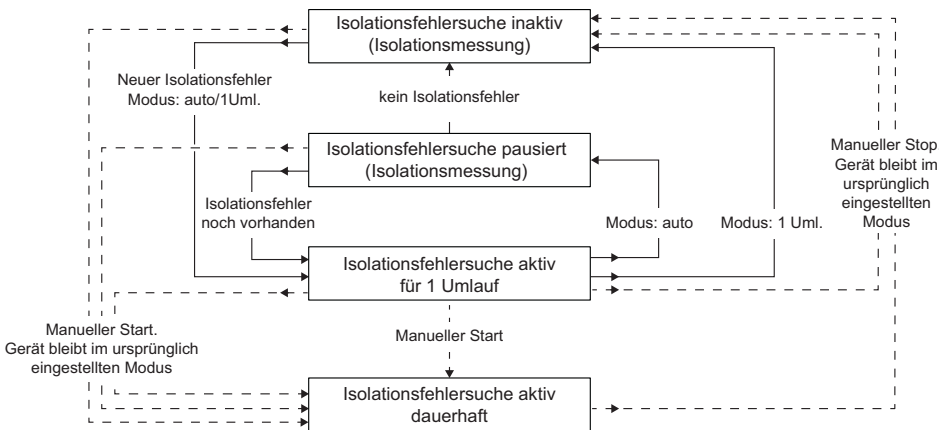 Isolationsfehlersuche inaktiv
(Isolationsmessung)
Neuer Isolationsfehler
Modus: auto/1Uml.
kein Isolationsfehler
Isolationsfehlersuche pausiert
(Isolationsmessung)
Manueller Stop.
Gerät bleibt im
ursprünglich
eingestellten
Modus
Isolationsfehler
noch vorhanden
Modus: auto
Modus: 1 Uml.
Isolationsfehlersuche aktiv
für 1 Umlauf
Manueller Start.
Gerät bleibt im ursprünglich
eingestellten Modus
Manueller Start
Isolationsfehlersuche aktiv
dauerhaft